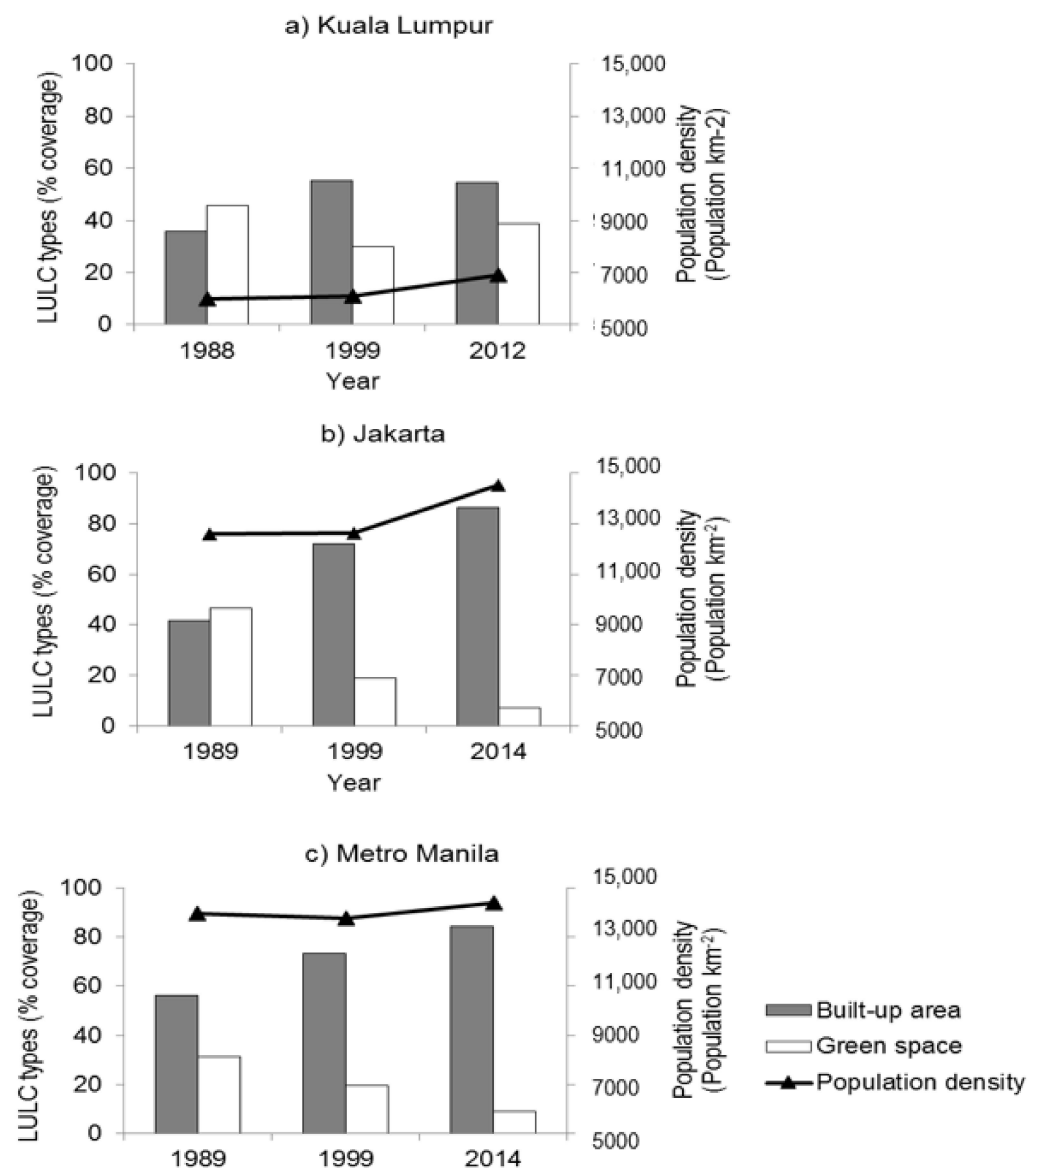 a) Kuala Lumpur
LULC types (% coverage)
100
80
60
40
20
0
15,000
13,000
11,000
9000
7000
5000
Population density
(Population km-2)
1988 1999 2012
Year
b) Jakarta
LULC types (% coverage)
100
80
60
40
20
0
15,000
13,000
11,000
9000
7000
5000
Population density
(Population km-2)
1989 1999 2014
Year
c) Metro Manila
LULC types (% coverage)
100
80
60
40
20
0
15,000
13,000
11,000
9000
7000
5000
Population density
(Population km-2)
1989 1999 2014
Built-up area
Green space
Population density